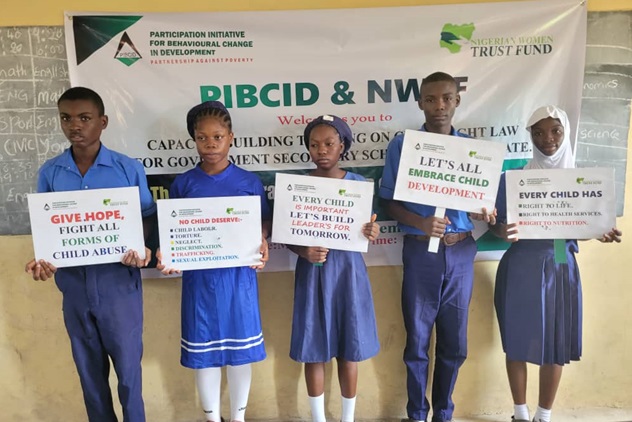 PARTICIPATION INITIATIVE
FOR BEHAVIOURAL CHANGE
IN DEVELOPMENT
PARTNERSHIP AGAINST POVERTY
NIGERIAN WOMEN
TRUST FUND
PIBCID & NW F
Welcomes you to
BUILDING TRAINING ON
FOR GOVERNMENT SECONDARY
GIVE HOPE,
FIGHT ALL
FORMS OF
CHILD ABUSE.
NO CHILD DESERVE:-
CHILD LABOUR.
TORTURE.
NEGLECT.
DISCRIMINATION.
TRAFFICKING.
SEXUAL EXPLOITATION.
EVERY CHILD
IS IMPORTANT
LET'S BUILD
LEADER'S FOR
TOMORROW.
LET'S ALL
EMBRACE CHILD
DEVELOPMENT
EVERY CHILD HAS
RIGHT TO LIFE.
RIGHT TO HEALTH SERVICES.
RIGHT TO NUTRITION.